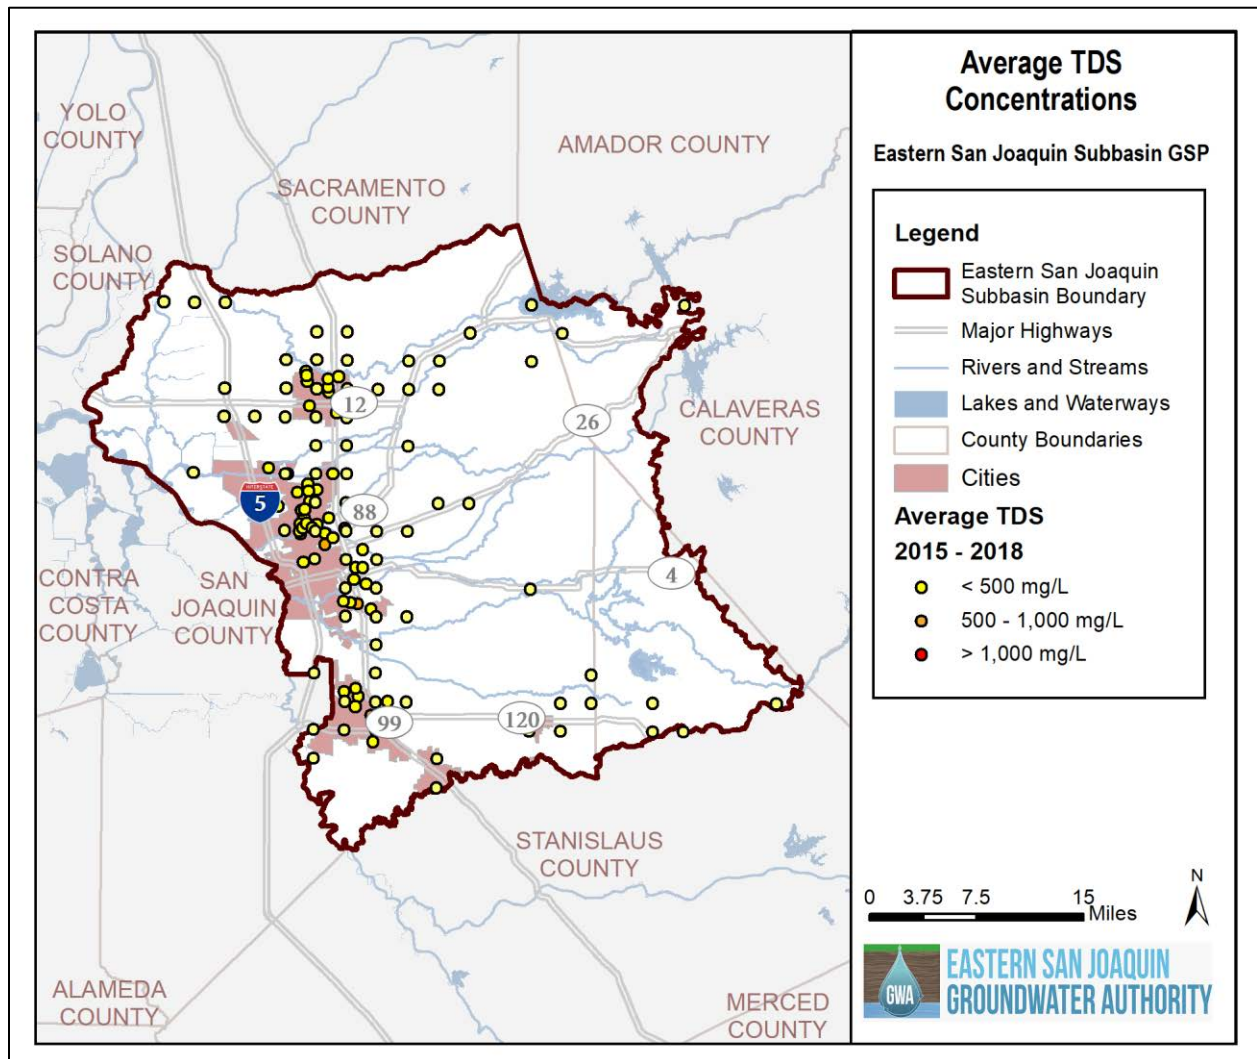 YOLO
COUNTY
AMADOR COUNTY
SACRAMENTO
COUNTY
SOLANO
COUNTY
12
26
CALAVERAS
COUNTY
INTERSTATE
5
88
4
CONTRA
COSTA
COUNTY
SAN
JOAQUIN
COUNTY
99
120
STANISLAUS
COUNTY
ALAMEDA
COUNTY
MERCED
COUNTY
Average TDS
Concentrations
Eastern San Joaquin Subbasin GSP
Legend
Eastern San Joaquin
Subbasin Boundary
Major Highways
Rivers and Streams
Lakes and Waterways
County Boundaries
Cities
Average TDS
2015 - 2018
< 500 mg/L
500 - 1,000 mg/L
> 1,000 mg/L
N
0 3.75 7.5 15
Miles
GWA
EASTERN SAN JOAQUIN
GROUNDWATER AUTHORITY